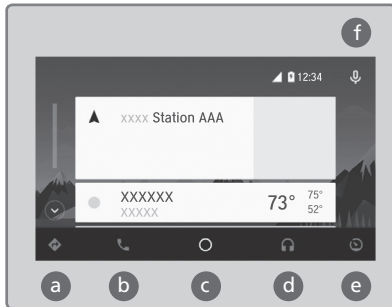 f
12:34
xxxx Station AAA
XXXXXX
XXXXX
73°
75°
52°
a b c d e